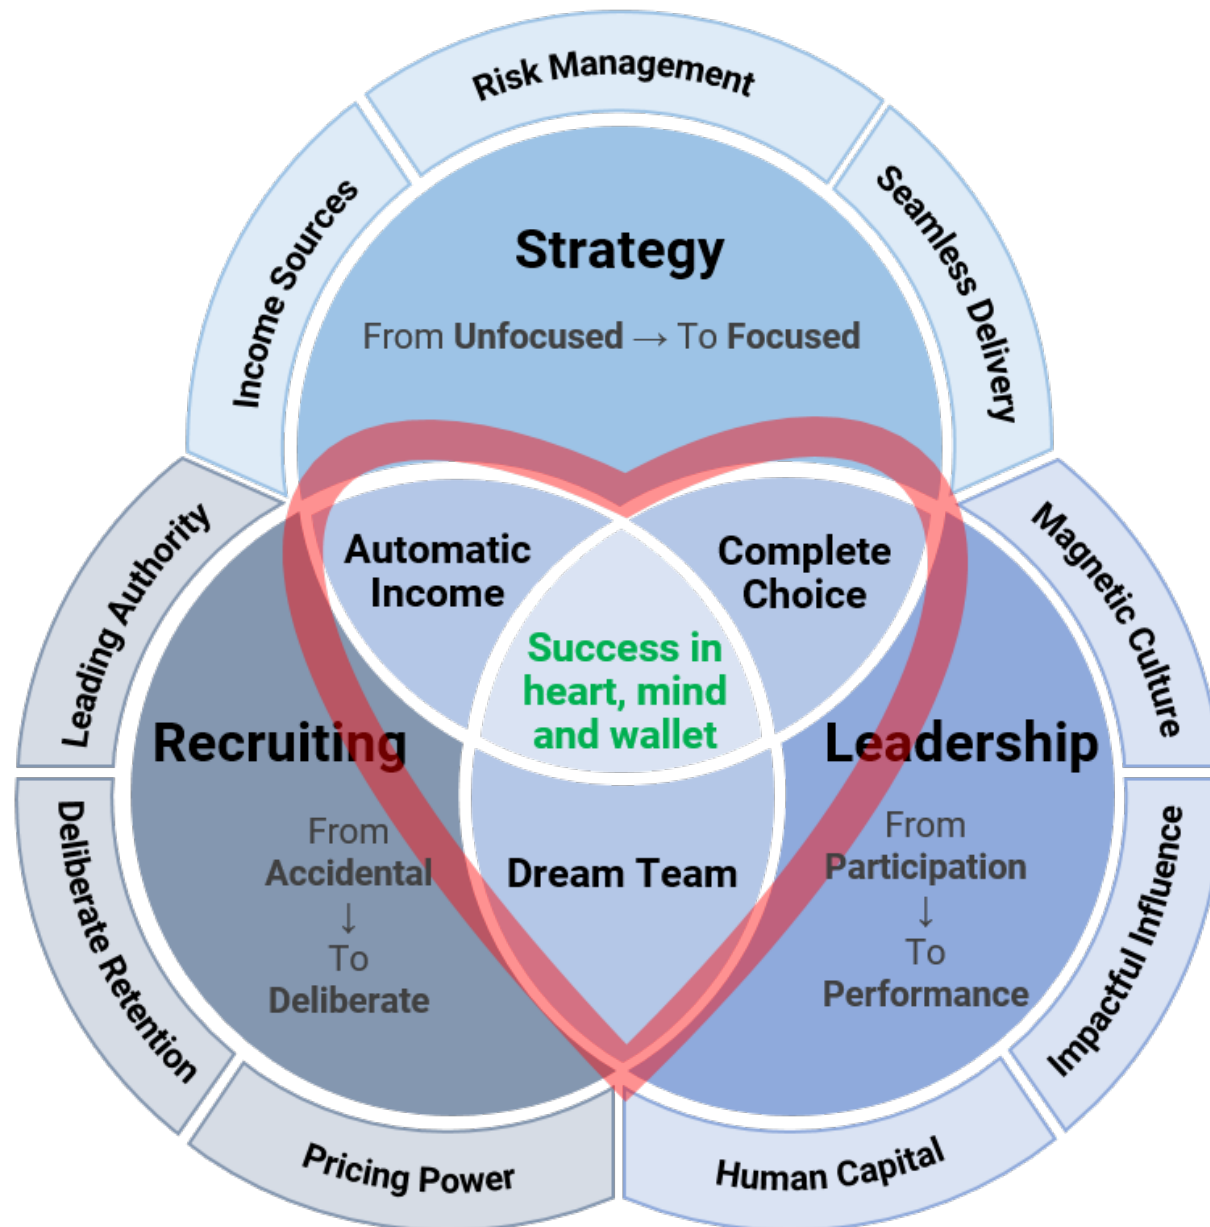 Risk Management
Income Sources
Seamless Delivery
Strategy
From Unfocused → To Focused
Leading Authority
Magnetic Culture
Automatic
Income
Complete
Choice
Success in
heart, mind
and wallet
Recruiting
Leadership
From
Accidental
↓
To
Deliberate
Dream Team
From
Participation
↓
To
Performance
Deliberate Retention
Impactful Influence
Pricing Power
Human Capital